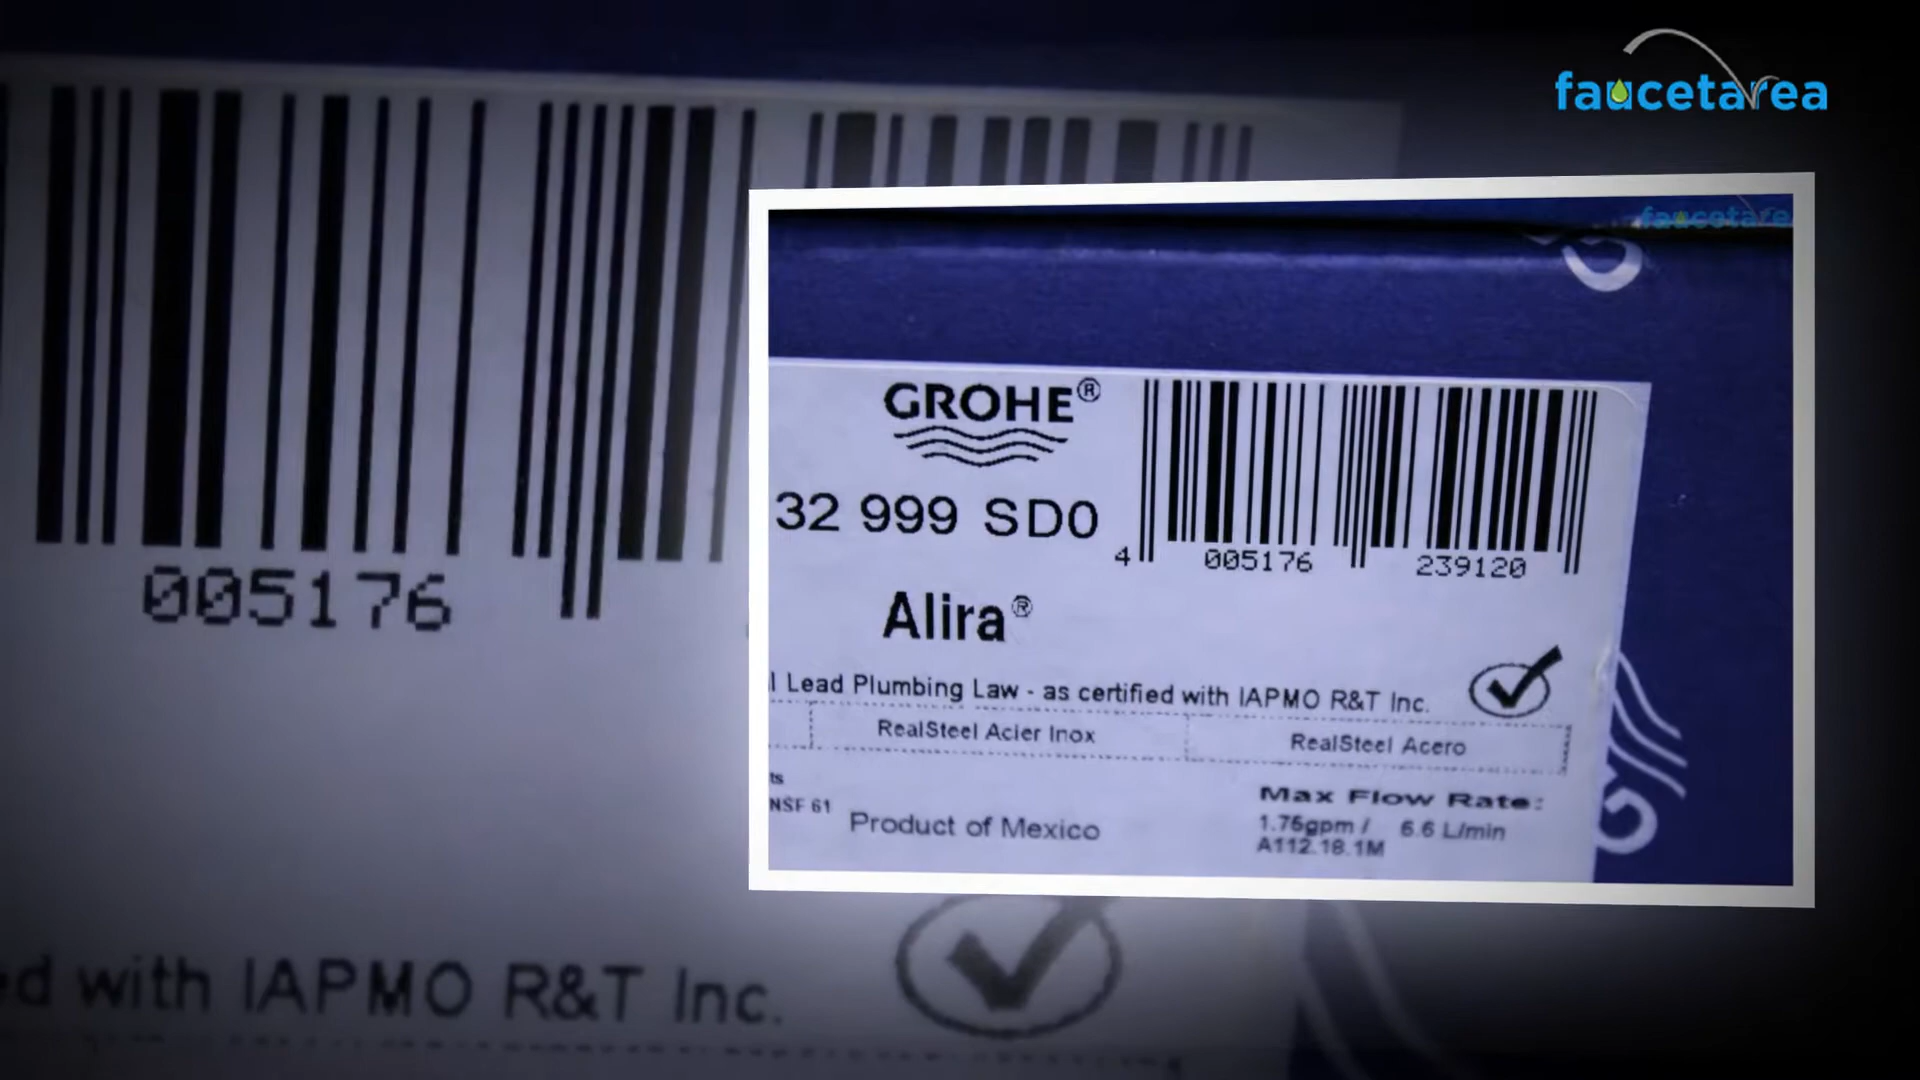 faucetarea
faucetarea
GROHE®
32 999 SD0
4 005176 239120
Alira®
Lead Plumbing Law - as certified with IAPMO R&T Inc.
RealSteel Acier Inox
RealSteel Acero
ts
NSF 61
Product of Mexico
Max Flow Rate:
1.75gpm / 6.6 L/min
A112.18.1M
005176
with IAPMO R&T Inc.